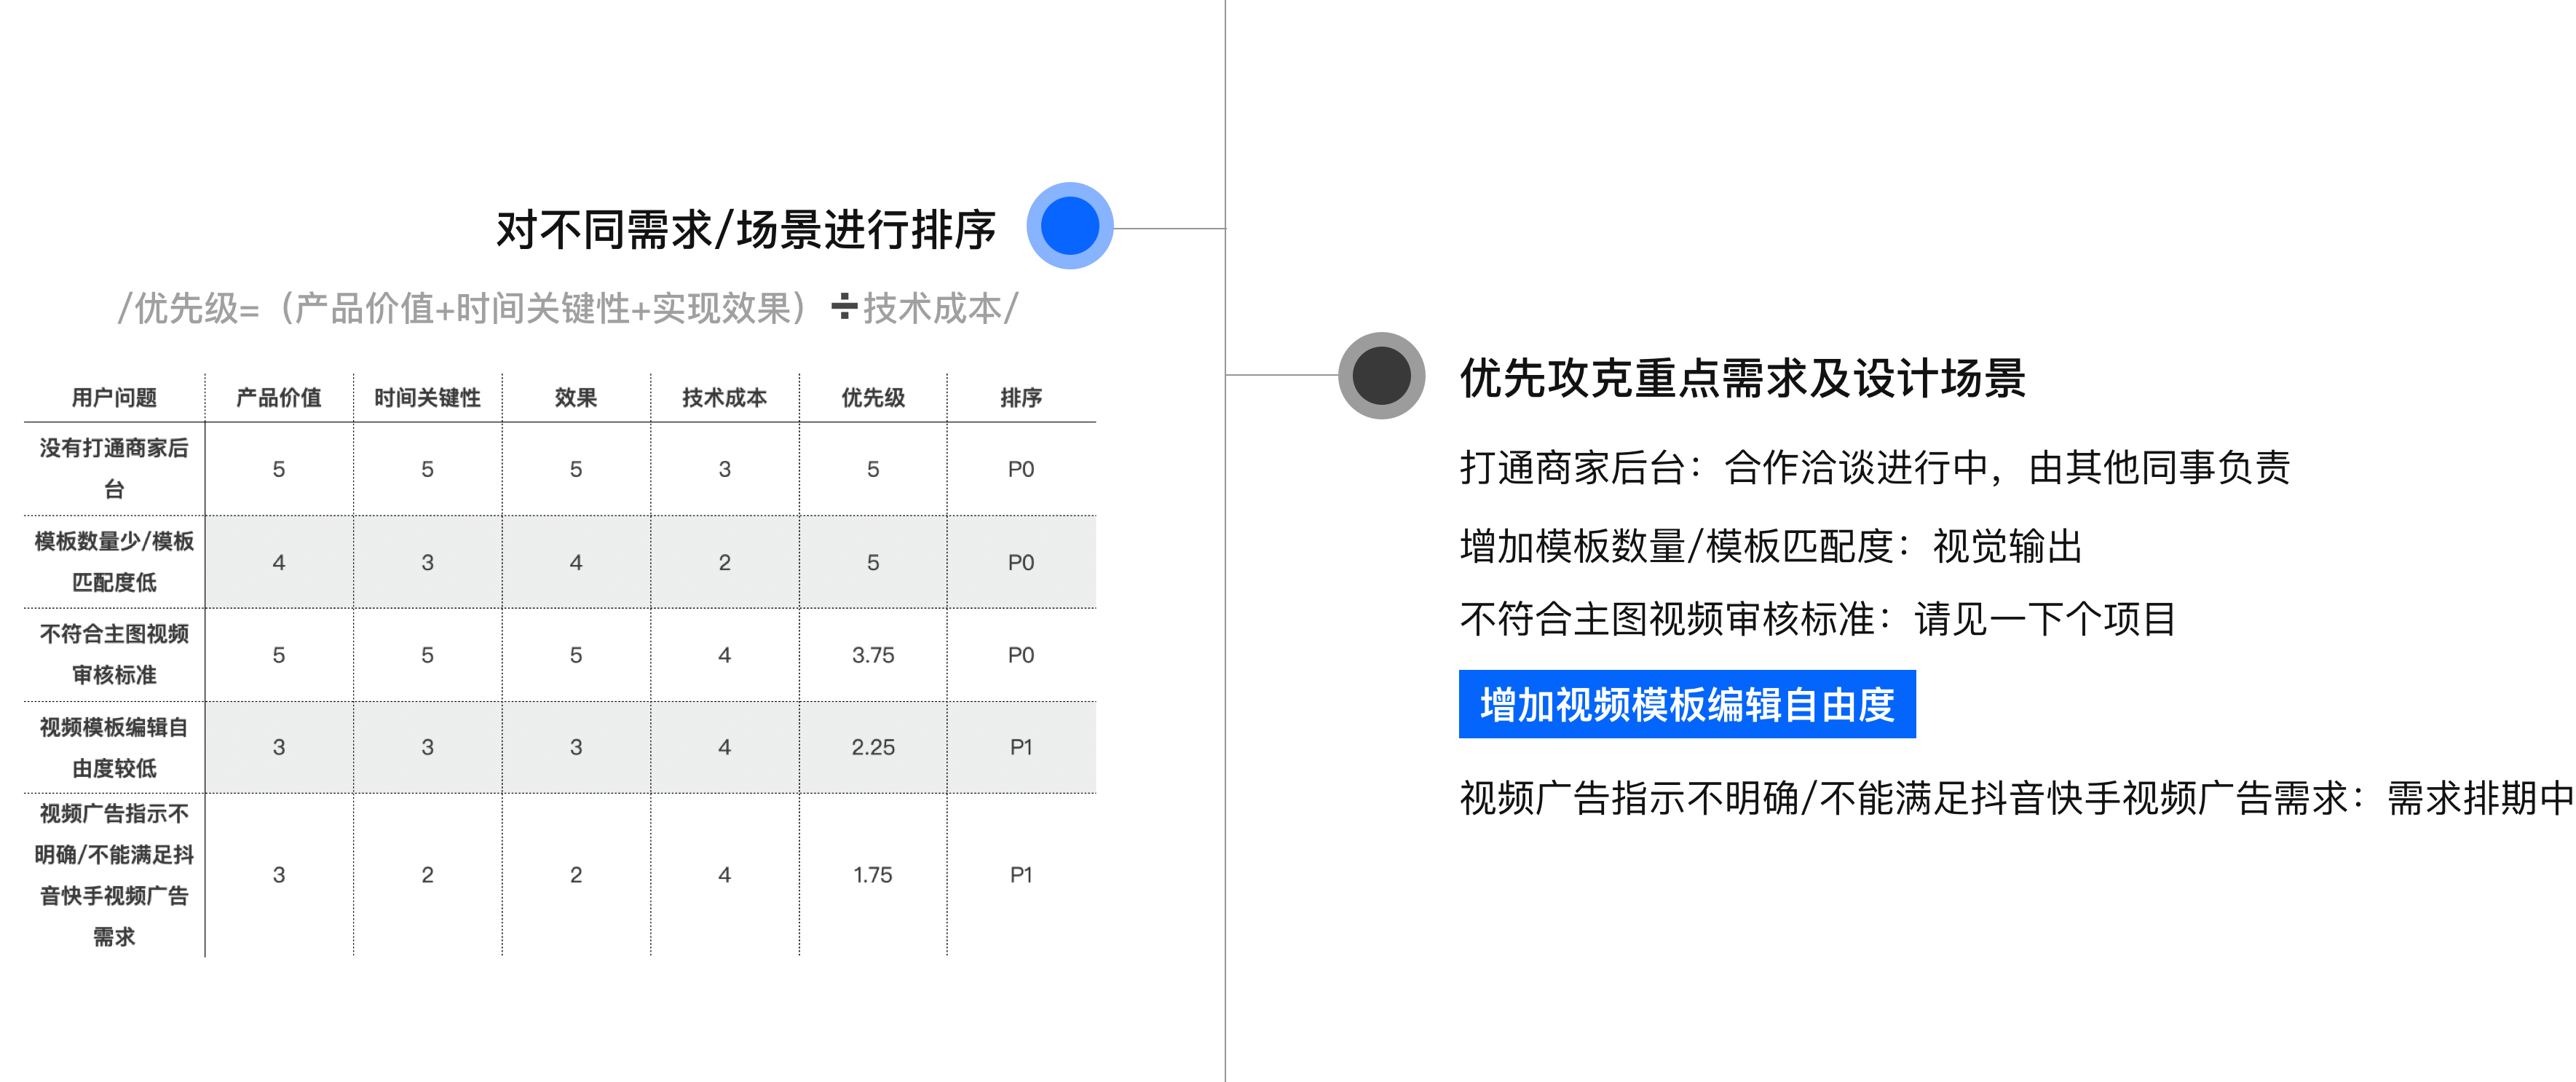 对不同需求/场景进行排序
/优先级=（产品价值+时间关键性+实现效果）÷技术成本/
用户问题 产品价值 时间关键性 效果 技术成本 优先级 排序
没有打通商家后
台
5 5 5 3 5 P0
模板数量少/模板
匹配度低
4 3 4 2 5 P0
不符合主图视频
审核标准
5 5 5 4 3.75 P0
视频模板编辑自
由度较低
3 3 3 4 2.25 P1
视频广告指示不
明确/不能满足抖
音快手视频广告
需求
3 2 2 4 1.75 P1
优先攻克重点需求及设计场景
打通商家后台：合作洽谈进行中，由其他同事负责
增加模板数量/模板匹配度：视觉输出
不符合主图视频审核标准：请见一下个项目
增加视频模板编辑自由度
视频广告指示不明确/不能满足抖音快手视频广告需求：需求排期中